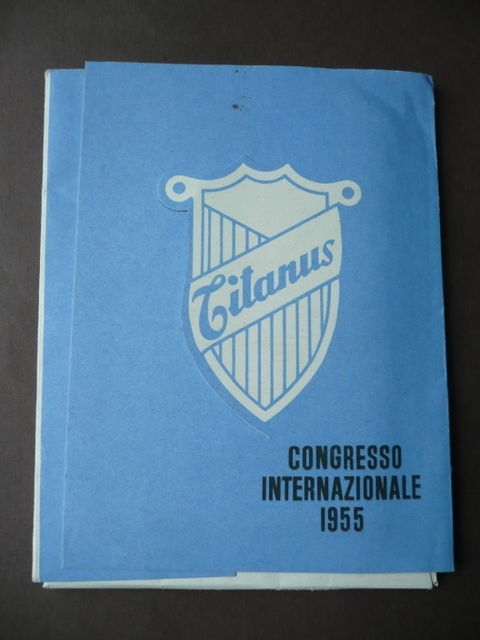 Titanus
CONGRESSO
INTERNAZIONALE
1955